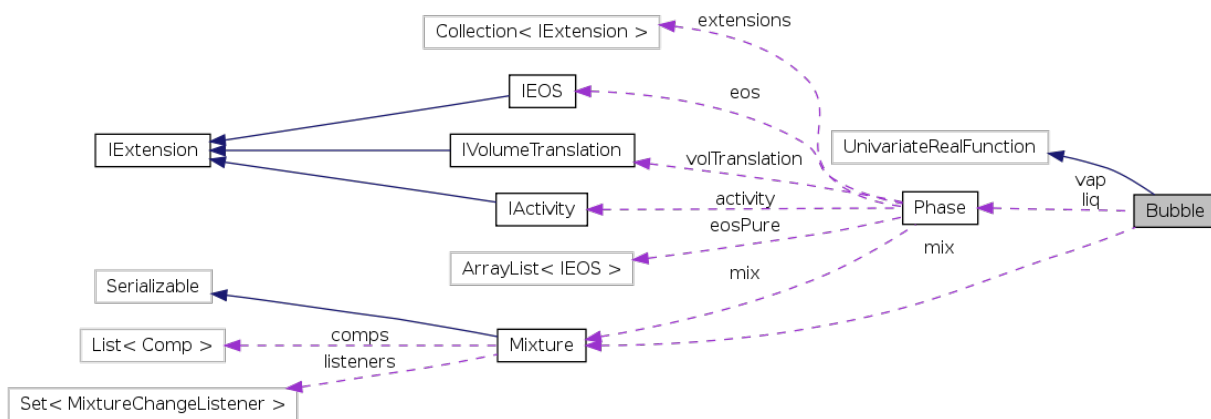 extensions
Collection< IExtension >
IEOS
eos
IExtension
IVolumeTranslation
volTranslation
UnivariateRealFunction
vap
liq
IActivity
activity
Phase
Bubble
eosPure
mix
ArrayList< IEOS >
mix
Serializable
comps
List< Comp >
Mixture
listeners
Set< MixtureChangeListener >